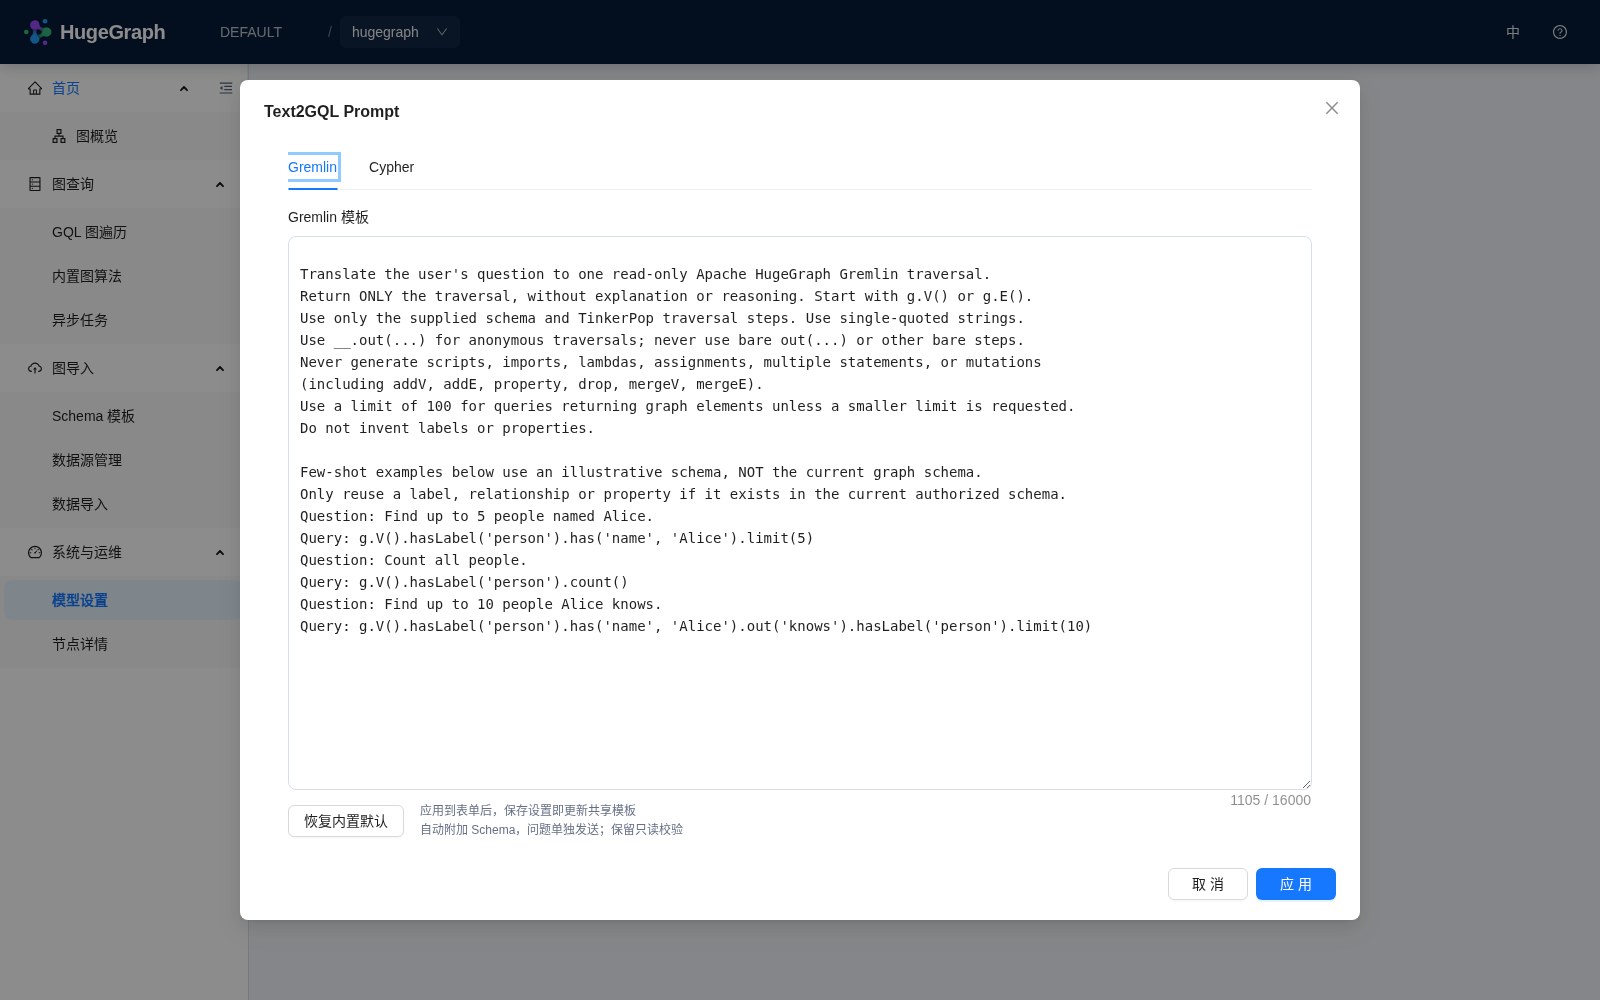 HugeGraph
DEFAULT / hugegraph
中
首页
图概览
图查询
GQL 图遍历
内置图算法
异步任务
图导入
Schema 模板
数据源管理
数据导入
系统与运维
模型设置
节点详情
Text2GQL Prompt
Gremlin Cypher
Gremlin 模板
Translate the user's question to one read-only Apache HugeGraph Gremlin traversal.
Return ONLY the traversal, without explanation or reasoning. Start with g.V() or g.E().
Use only the supplied schema and TinkerPop traversal steps. Use single-quoted strings.
Use __.out(...) for anonymous traversals; never use bare out(...) or other bare steps.
Never generate scripts, imports, lambdas, assignments, multiple statements, or mutations
(including addV, addE, property, drop, mergeV, mergeE).
Use a limit of 100 for queries returning graph elements unless a smaller limit is requested.
Do not invent labels or properties.
Few-shot examples below use an illustrative schema, NOT the current graph schema.
Only reuse a label, relationship or property if it exists in the current authorized schema.
Question: Find up to 5 people named Alice.
Query: g.V().hasLabel('person').has('name', 'Alice').limit(5)
Question: Count all people.
Query: g.V().hasLabel('person').count()
Question: Find up to 10 people Alice knows.
Query: g.V().hasLabel('person').has('name', 'Alice').out('knows').hasLabel('person').limit(10)
1105 / 16000
恢复内置默认
应用到表单后，保存设置即更新共享模板
自动附加 Schema，问题单独发送；保留只读校验
取 消
应 用